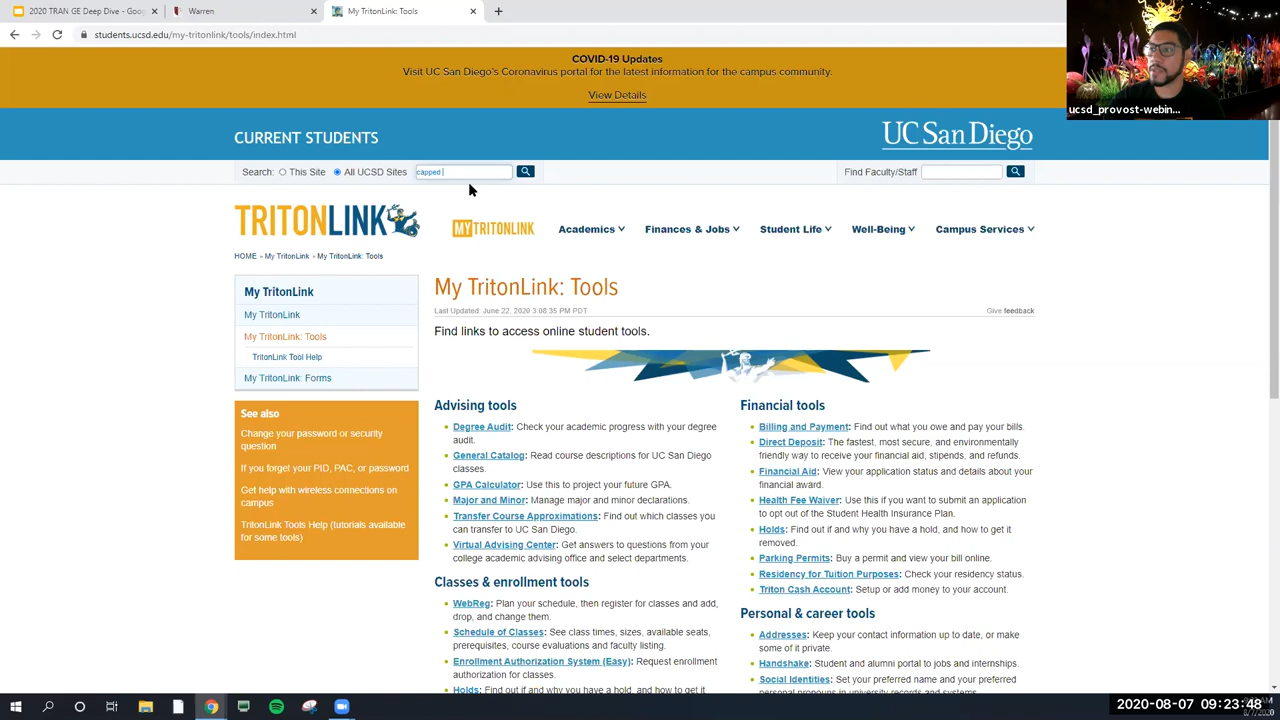 2020 TRAN GE Deep Dive - Goog
Warren
My TritonLink: Tools
students.ucsd.edu/my-tritonlink/tools/index.html
COVID-19 Updates
Visit UC San Diego's Coronavirus portal for the latest information for the campus community.
View Details
ucsd_provost-webin...
CURRENT STUDENTS
UC San Diego
Search: This Site All UCSD Sites capped
Find Faculty/Staff
TRITONLINK
MYTRITONLINK Academics Finances & Jobs Student Life Well-Being Campus Services
HOME » My TritonLink » My TritonLink: Tools
My TritonLink
My TritonLink
My TritonLink: Tools
TritonLink Tool Help
My TritonLink: Forms
See also
Change your password or security
question
If you forget your PID, PAC, or password
Get help with wireless connections on
campus
TritonLink Tools Help (tutorials available
for some tools)
My TritonLink: Tools
Last Updated: June 22, 2020 3:08:35 PM PDT
Give feedback
Find links to access online student tools.
Advising tools
Degree Audit: Check your academic progress with your degree
audit.
General Catalog: Read course descriptions for UC San Diego
classes.
GPA Calculator: Use this to project your future GPA.
Major and Minor: Manage major and minor declarations.
Transfer Course Approximations: Find out which classes you
can transfer to UC San Diego.
Virtual Advising Center: Get answers to questions from your
college academic advising office and select departments.
Classes & enrollment tools
WebReg: Plan your schedule, then register for classes and add,
drop, and change them.
Schedule of Classes: See class times, sizes, available seats,
prerequisites, course evaluations and faculty listing.
Enrollment Authorization System (Easy): Request enrollment
authorization for classes.
Holds: Find out if and why you have a hold, and how to get it
Financial tools
Billing and Payment: Find out what you owe and pay your bills.
Direct Deposit: The fastest, most secure, and environmentally
friendly way to receive your financial aid, stipends, and refunds.
Financial Aid: View your application status and details about your
financial award.
Health Fee Waiver: Use this if you want to submit an application
to opt out of the Student Health Insurance Plan.
Holds: Find out if and why you have a hold, and how to get it
removed.
Parking Permits: Buy a permit and view your bill online.
Residency for Tuition Purposes: Check your residency status.
Triton Cash Account: Setup or add money to your account.
Personal & career tools
Addresses: Keep your contact information up to date, or make
some of it private.
Handshake: Student and alumni portal to jobs and internships.
Social Identities: Set your preferred name and your preferred
personal pronouns in university records and systems.
2020-08-07 09:23:48
8/7/2020